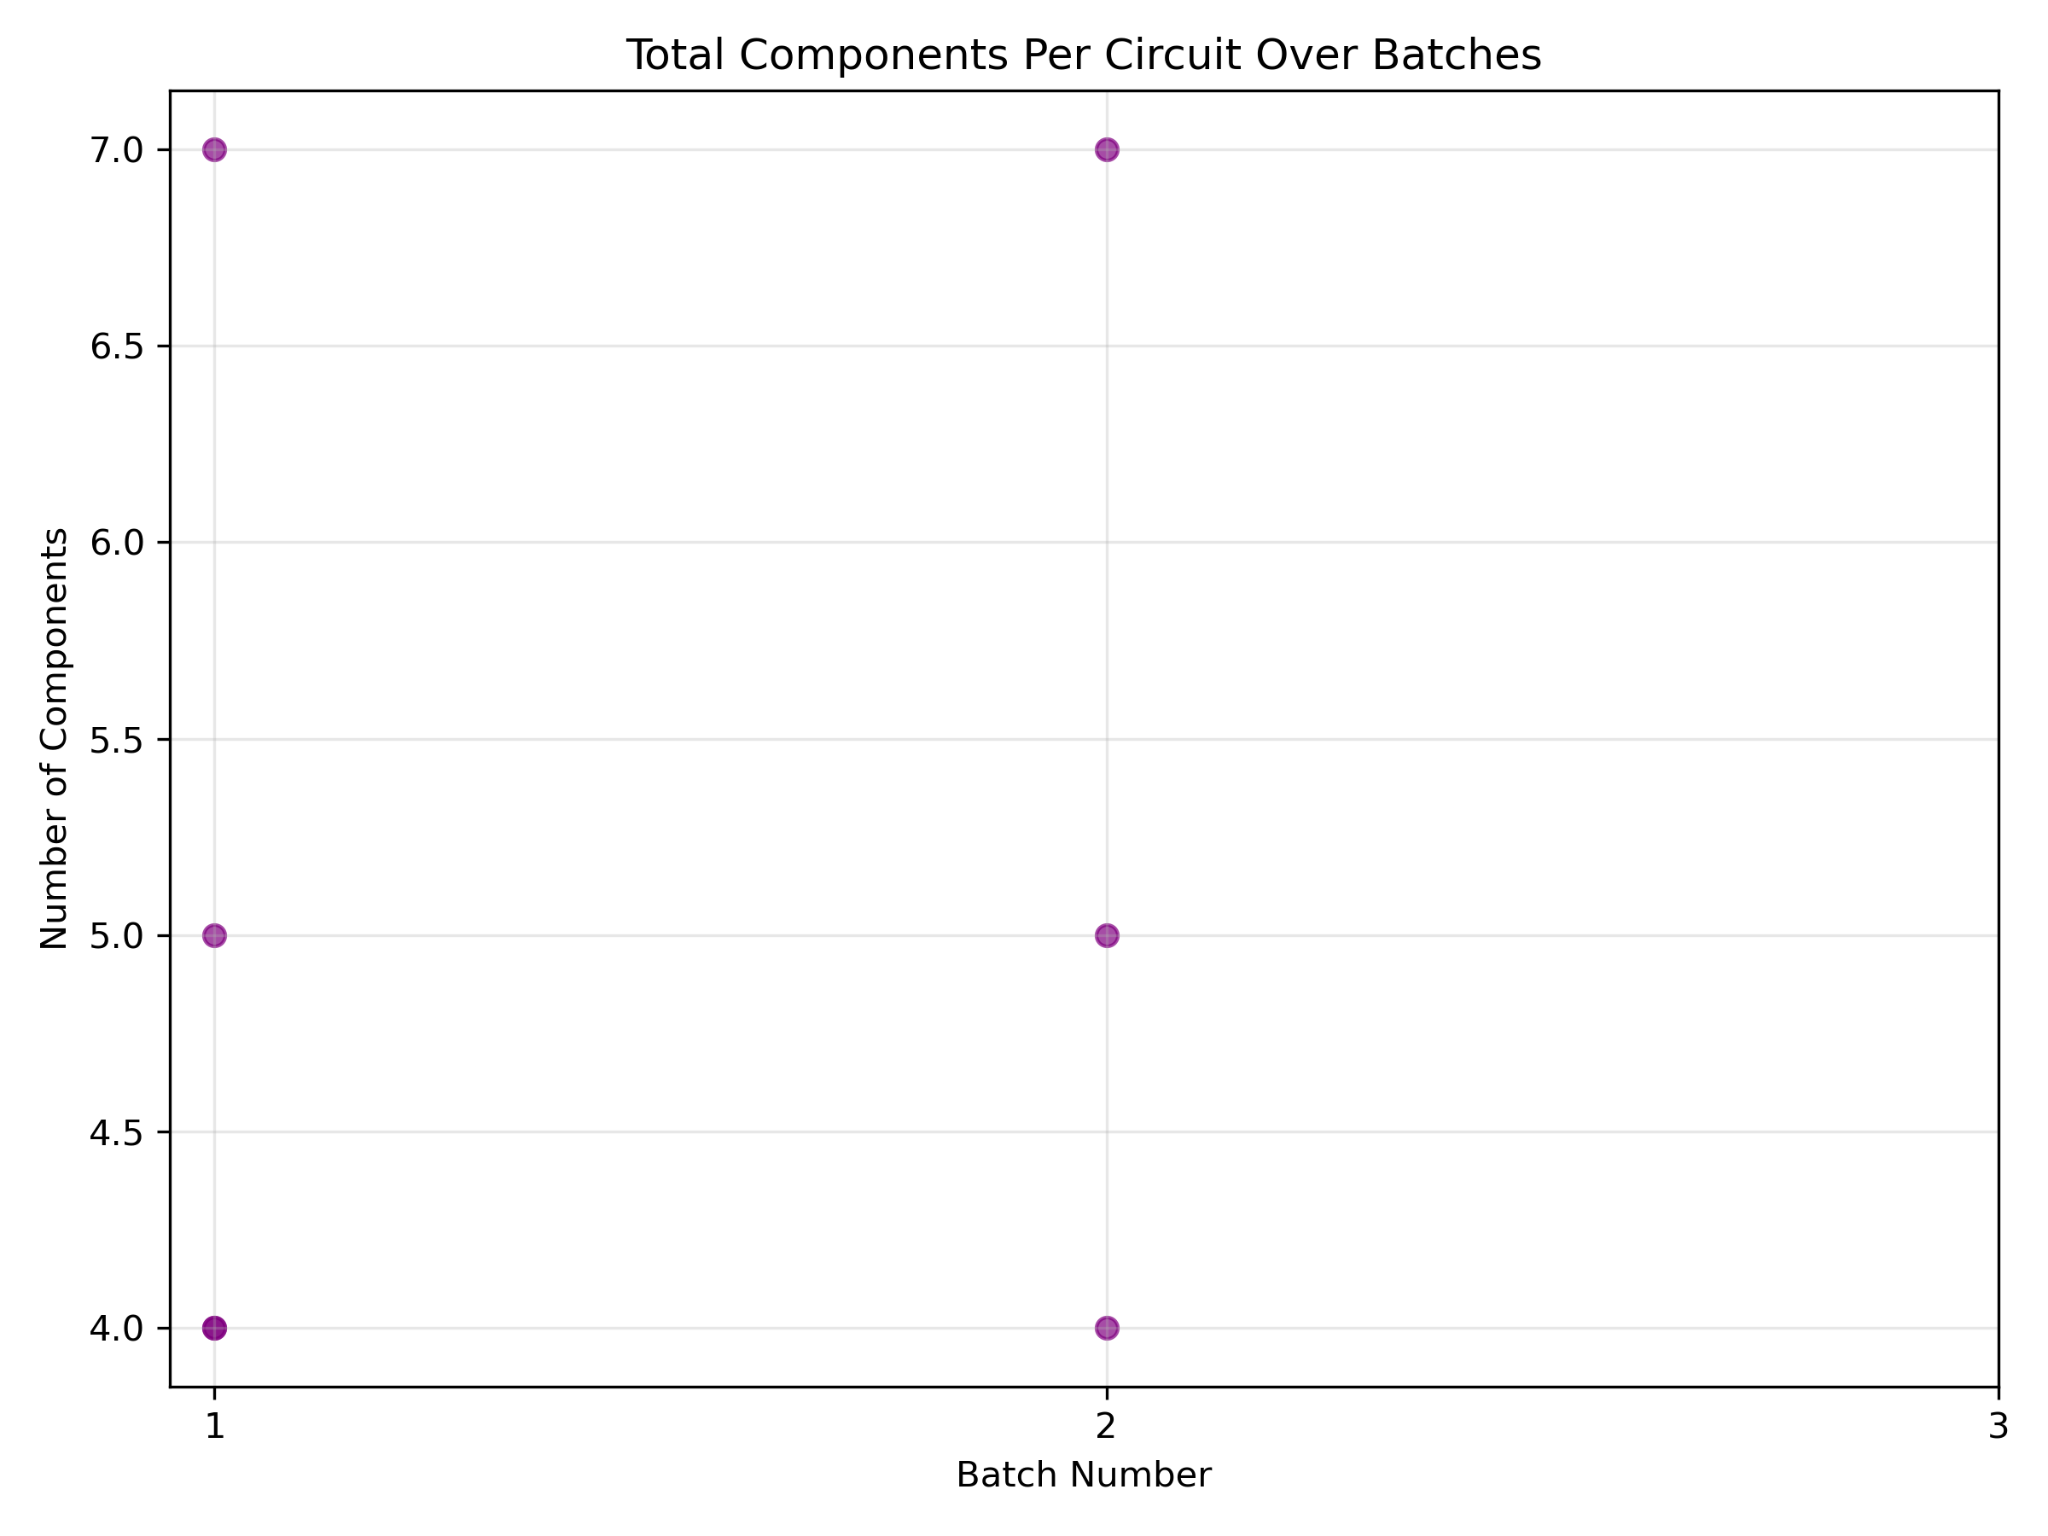 Total Components Per Circuit Over Batches
7.0
6.5
6.0
5.5
5.0
4.5
4.0
Number of Components
1 2 3
Batch Number